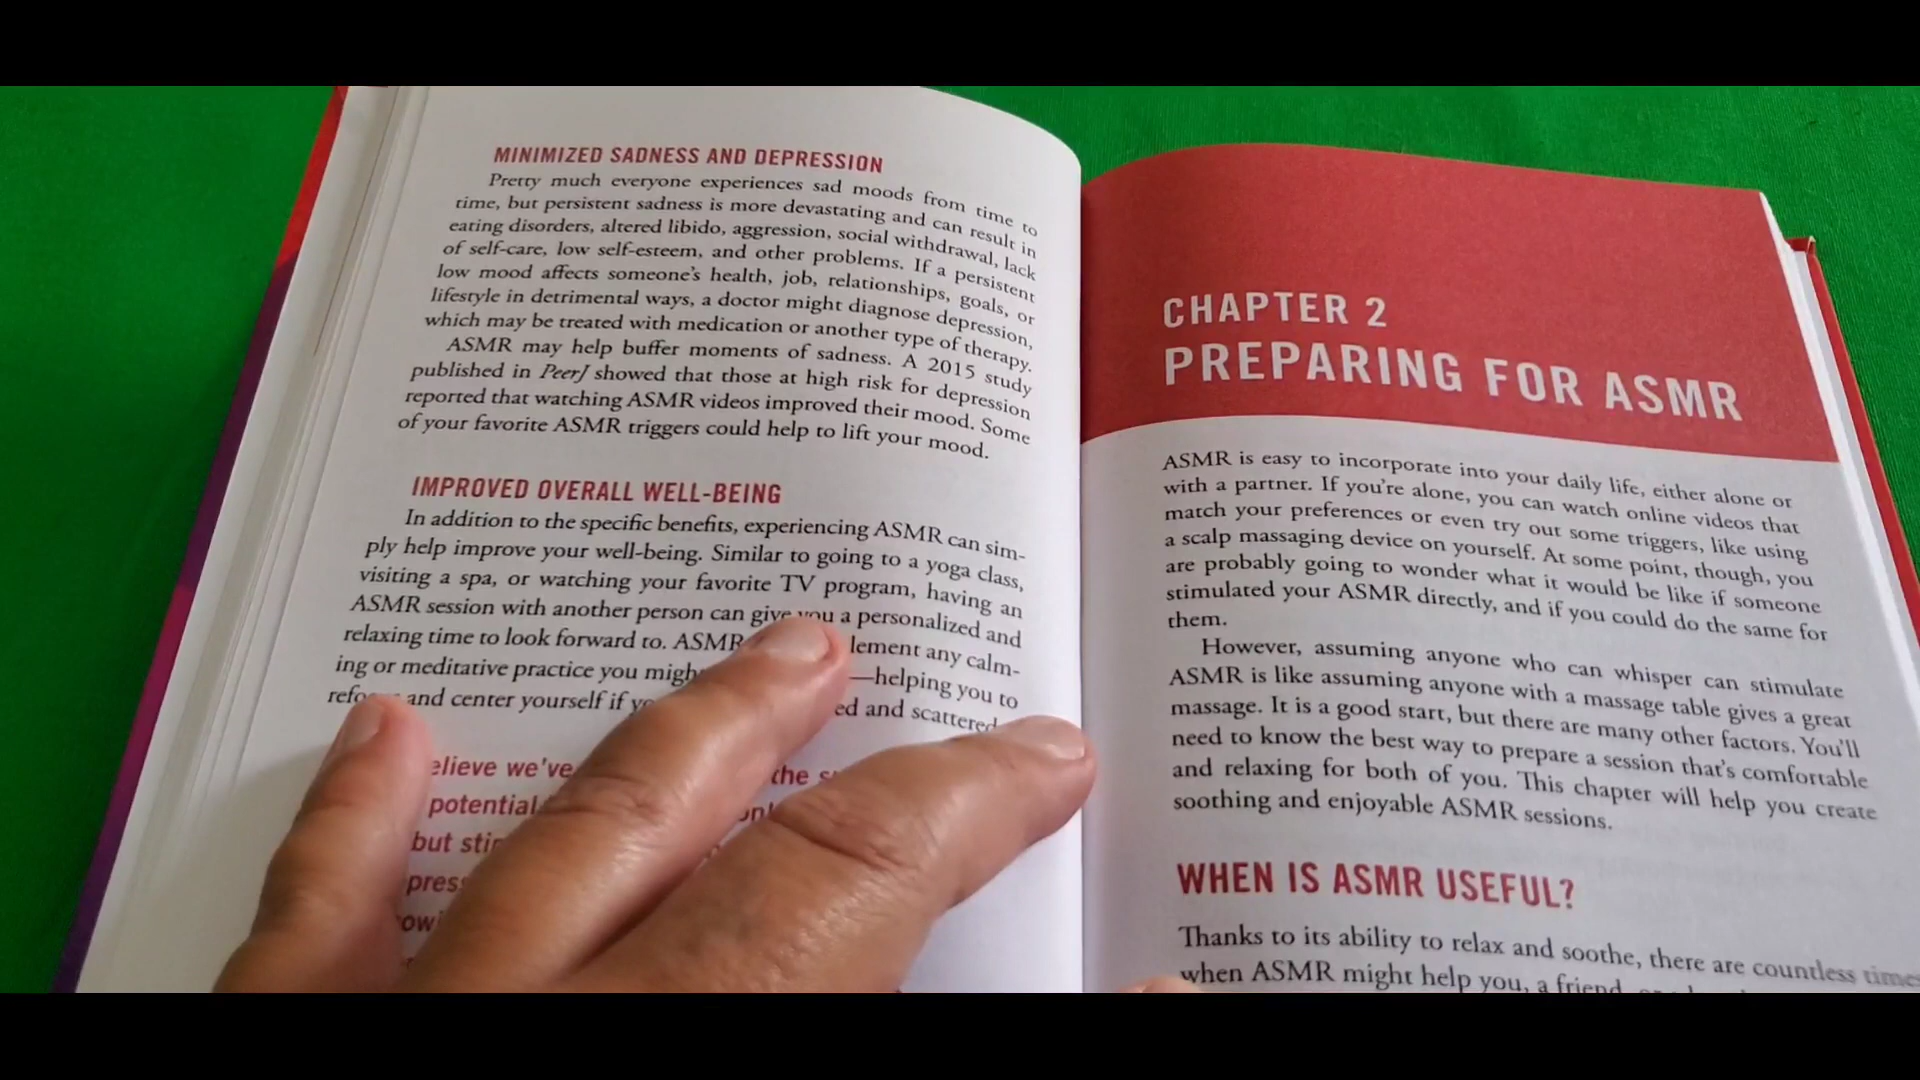 MINIMIZED SADNESS AND DEPRESSION
Pretty much everyone experiences sad moods from time to
time, but persistent sadness is more devastating and can result in
eating disorders, altered libido, aggression, social withdrawal, lack
of self-care, low self-esteem, and other problems. If a persistent
low mood affects someone's health, job, relationships, goals, or
lifestyle in detrimental ways, a doctor might diagnose depression,
which may be treated with medication or another type of therapy.
ASMR may help buffer moments of sadness. A 2015 study
published in PeerJ showed that those at high risk for depression
reported that watching ASMR videos improved their mood. Some
of your favorite ASMR triggers could help to lift your mood.
IMPROVED OVERALL WELL-BEING
In addition to the specific benefits, experiencing ASMR can sim-
ply help improve your well-being. Similar to going to a yoga class,
visiting a spa, or watching your favorite TV program, having an
ASMR session with another person can give you a personalized and
relaxing time to look forward to. ASMR lement any calm-
ing or meditative practice you —helping you to
and center yourself if ed and scattered
elieve we've the
potential
but
CHAPTER 2
PREPARING FOR ASMR
ASMR is easy to incorporate into your daily life, either alone or
with a partner. If you're alone, you can watch online videos that
match your preferences or even try out some triggers, like using
a scalp massaging device on yourself. At some point, though, you
are probably going to wonder what it would be like if someone
stimulated your ASMR directly, and if you could do the same for
them.
However, assuming anyone who can whisper can stimulate
ASMR is like assuming anyone with a massage table gives a great
massage. It is a good start, but there are many other factors. You'll
need to know the best way to prepare a session that's comfortable
and relaxing for both of you. This chapter will help you create
soothing and enjoyable ASMR sessions.
WHEN IS ASMR USEFUL?
Thanks to its ability to relax and soothe, there are countless times
when ASMR might help you, a friend,